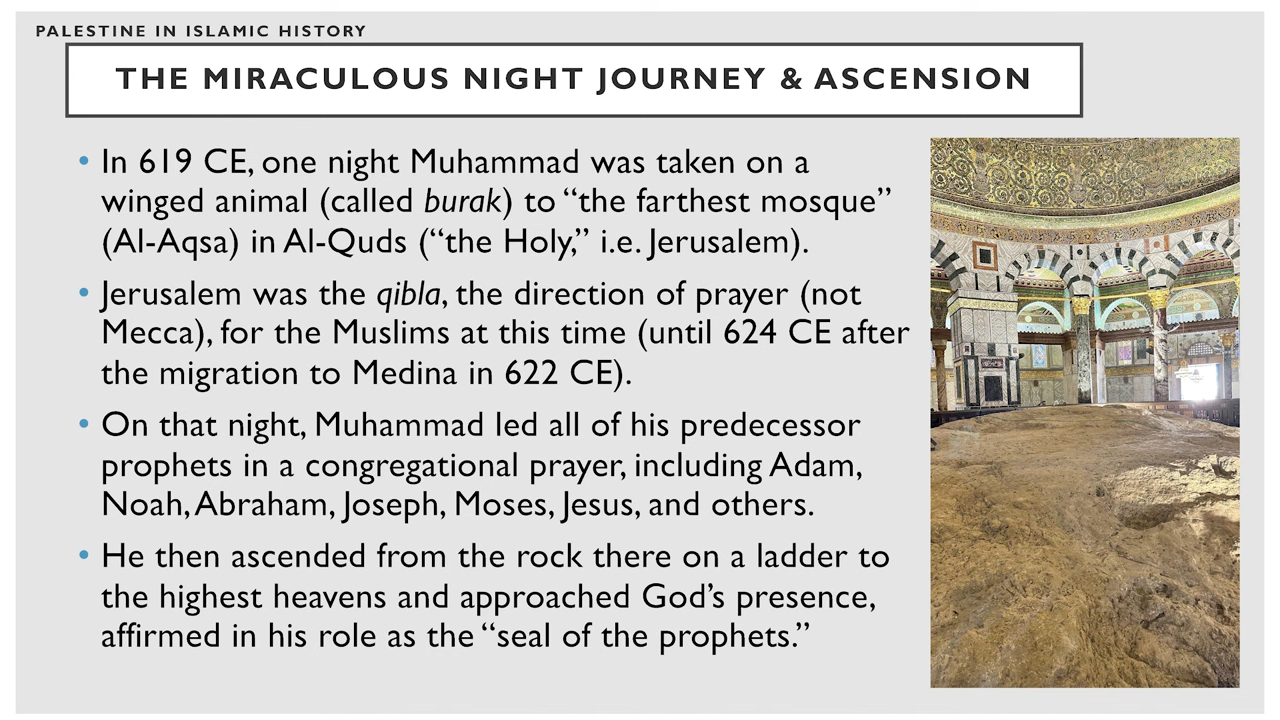 PALESTINE IN ISLAMIC HISTORY
THE MIRACULOUS NIGHT JOURNEY & ASCENSION
• In 619 CE, one night Muhammad was taken on a
winged animal (called burak) to “the farthest mosque”
(Al-Aqsa) in Al-Quds (“the Holy,” i.e. Jerusalem).
• Jerusalem was the qibla, the direction of prayer (not
Mecca), for the Muslims at this time (until 624 CE after
the migration to Medina in 622 CE).
• On that night, Muhammad led all of his predecessor
prophets in a congregational prayer, including Adam,
Noah, Abraham, Joseph, Moses, Jesus, and others.
• He then ascended from the rock there on a ladder to
the highest heavens and approached God’s presence,
affirmed in his role as the “seal of the prophets.”